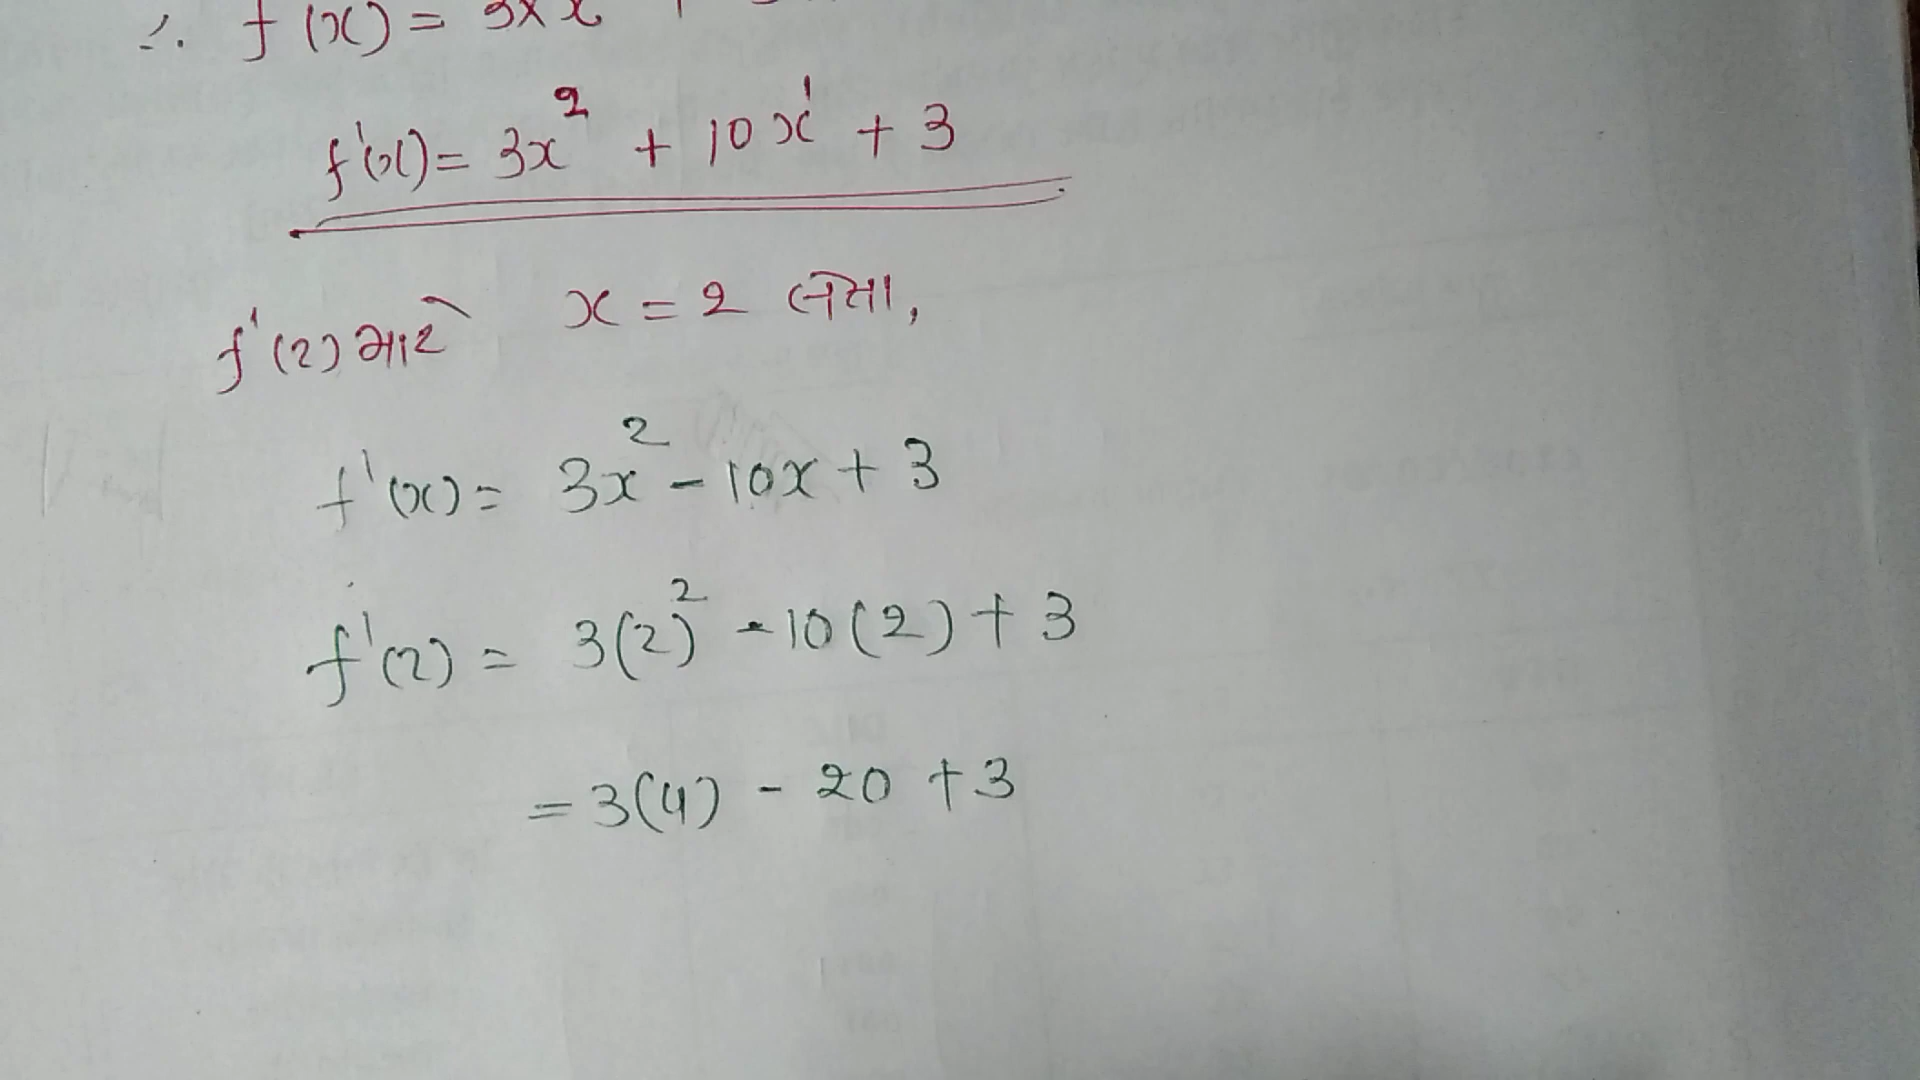 ∴ f'(x) = 3x
f'(x) = 3x² + 10x¹ + 3
f'(2) માટે x = 2 લેતા,
f'(x) = 3x² - 10x + 3
f'(2) = 3(2)² - 10(2) + 3
= 3(4) - 20 + 3